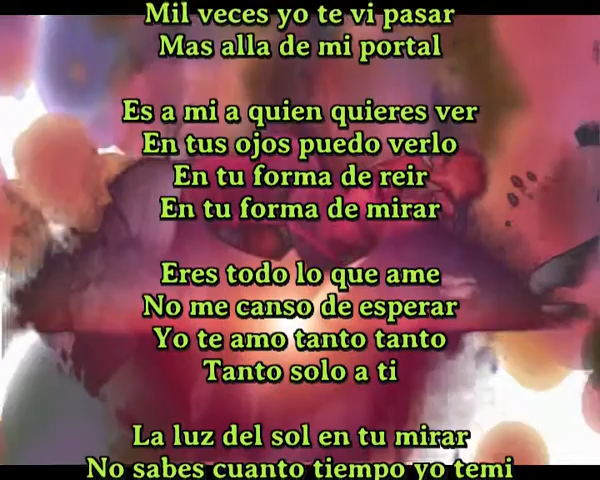 Mil veces yo te vi pasar
Mas alla de mi portal
Es a mi a quien quieres ver
En tus ojos puedo verlo
En tu forma de reir
En tu forma de mirar
Eres todo lo que ame
No me canso de esperar
Yo te amo tanto tanto
Tanto solo a ti
La luz del sol en tu mirar
No sabes cuanto tiempo yo temi